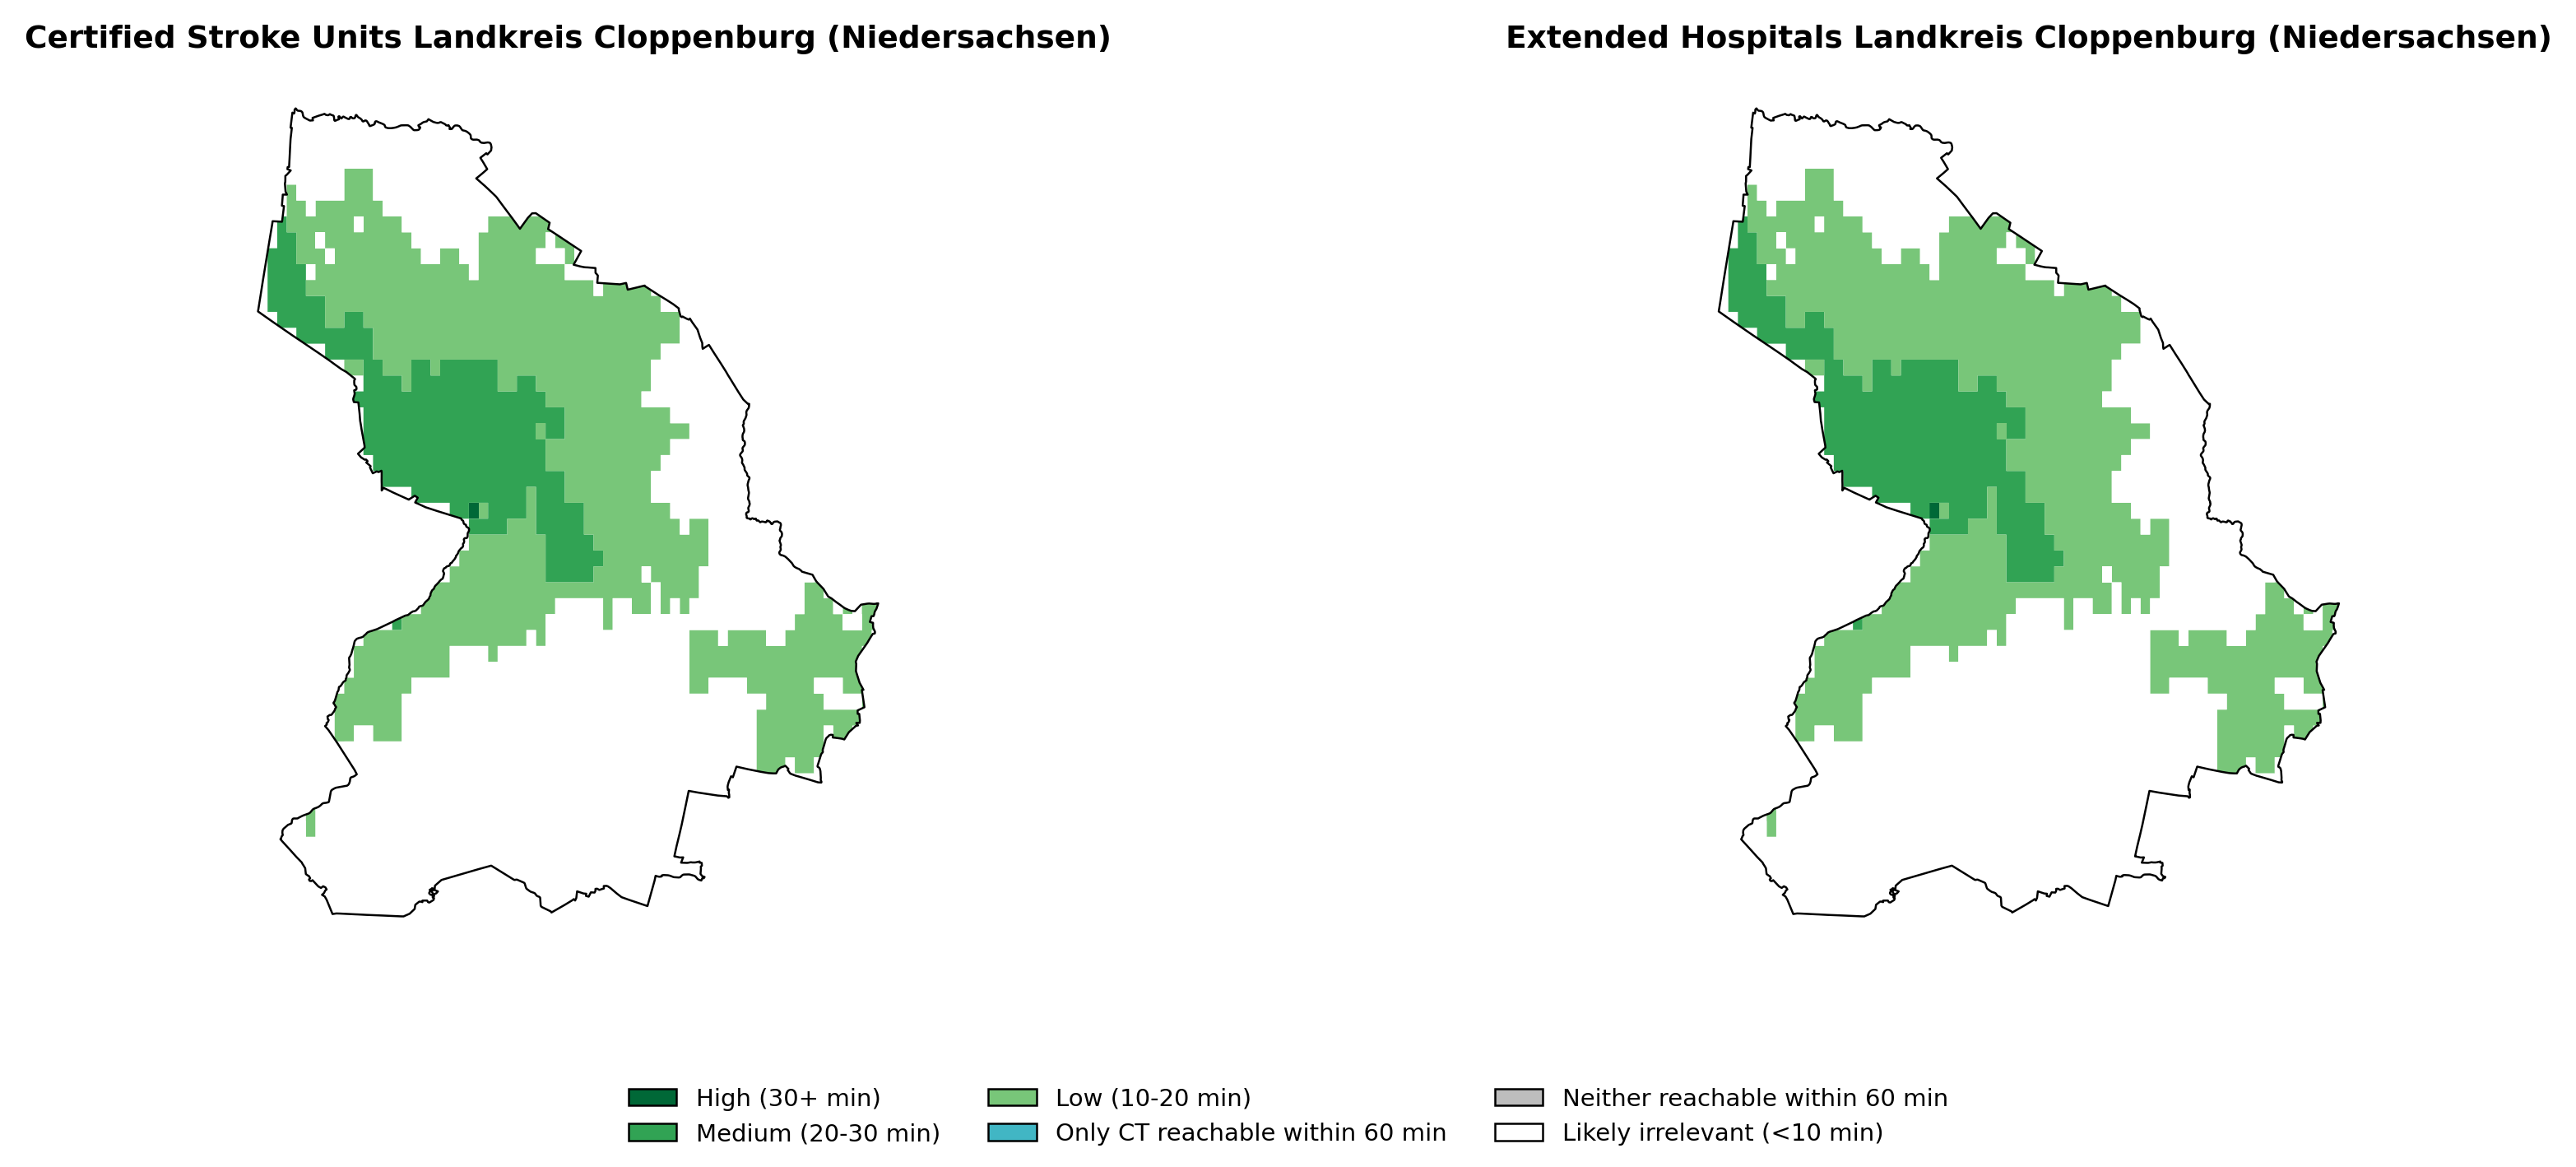 Certified Stroke Units Landkreis Cloppenburg (Niedersachsen)
Extended Hospitals Landkreis Cloppenburg (Niedersachsen)
High (30+ min)
Medium (20-30 min)
Low (10-20 min)
Only CT reachable within 60 min
Neither reachable within 60 min
Likely irrelevant (<10 min)